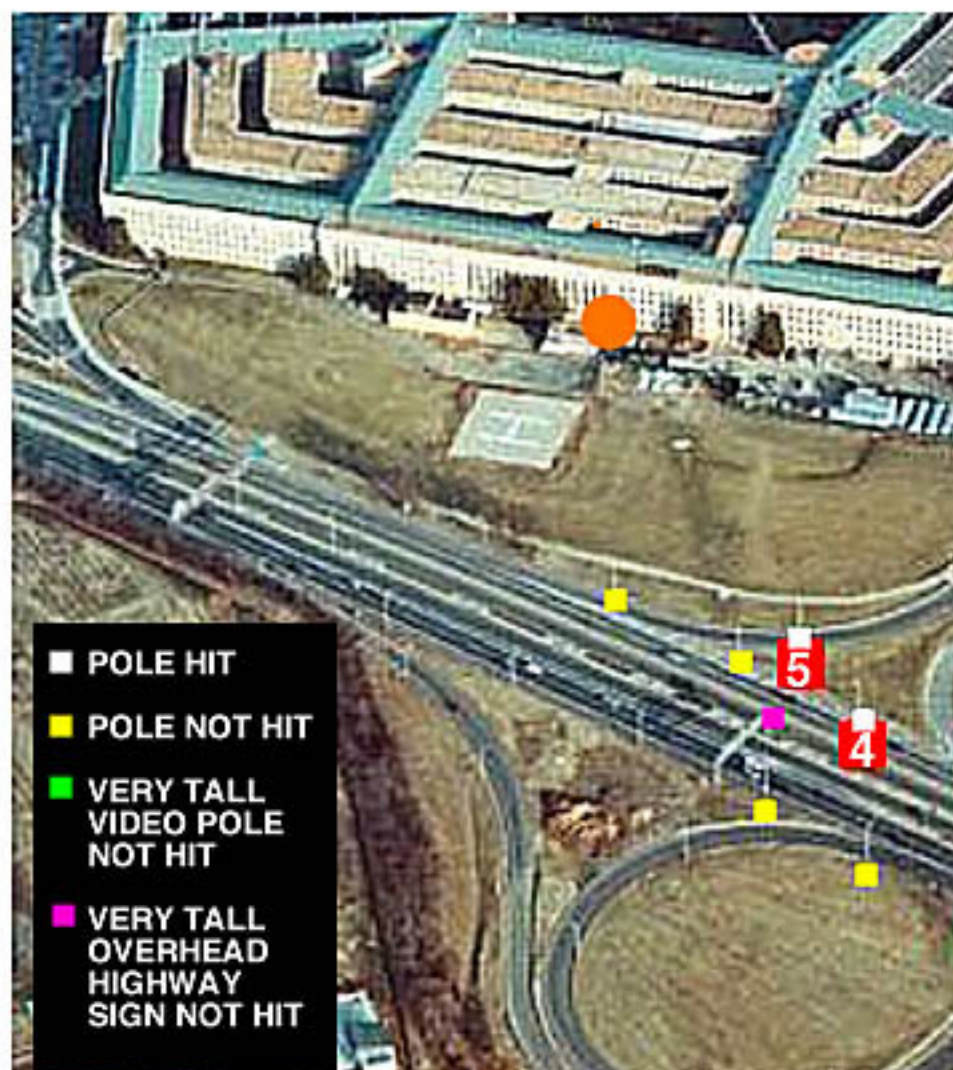 5
4
POLE HIT
POLE NOT HIT
VERY TALL
VIDEO POLE
NOT HIT
VERY TALL
OVERHEAD
HIGHWAY
SIGN NOT HIT